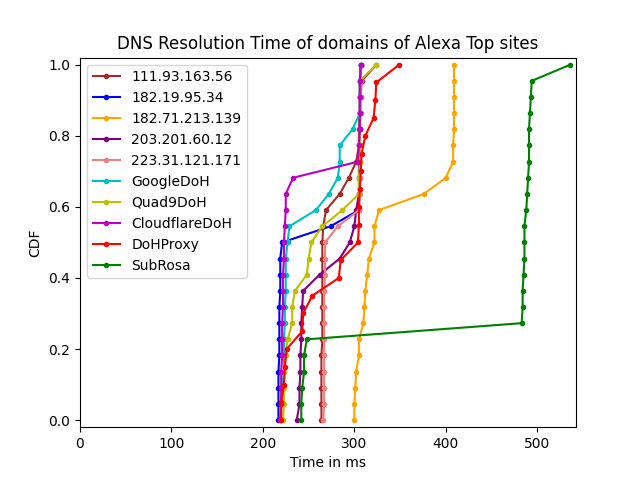 DNS Resolution Time of domains of Alexa Top sites
1.0
0.8
0.6
0.4
0.2
0.0
CDF
111.93.163.56
182.19.95.34
182.71.213.139
203.201.60.12
223.31.121.171
GoogleDoH
Quad9DoH
CloudflareDoH
DoHProxy
SubRosa
0
100
200
300
400
500
Time in ms